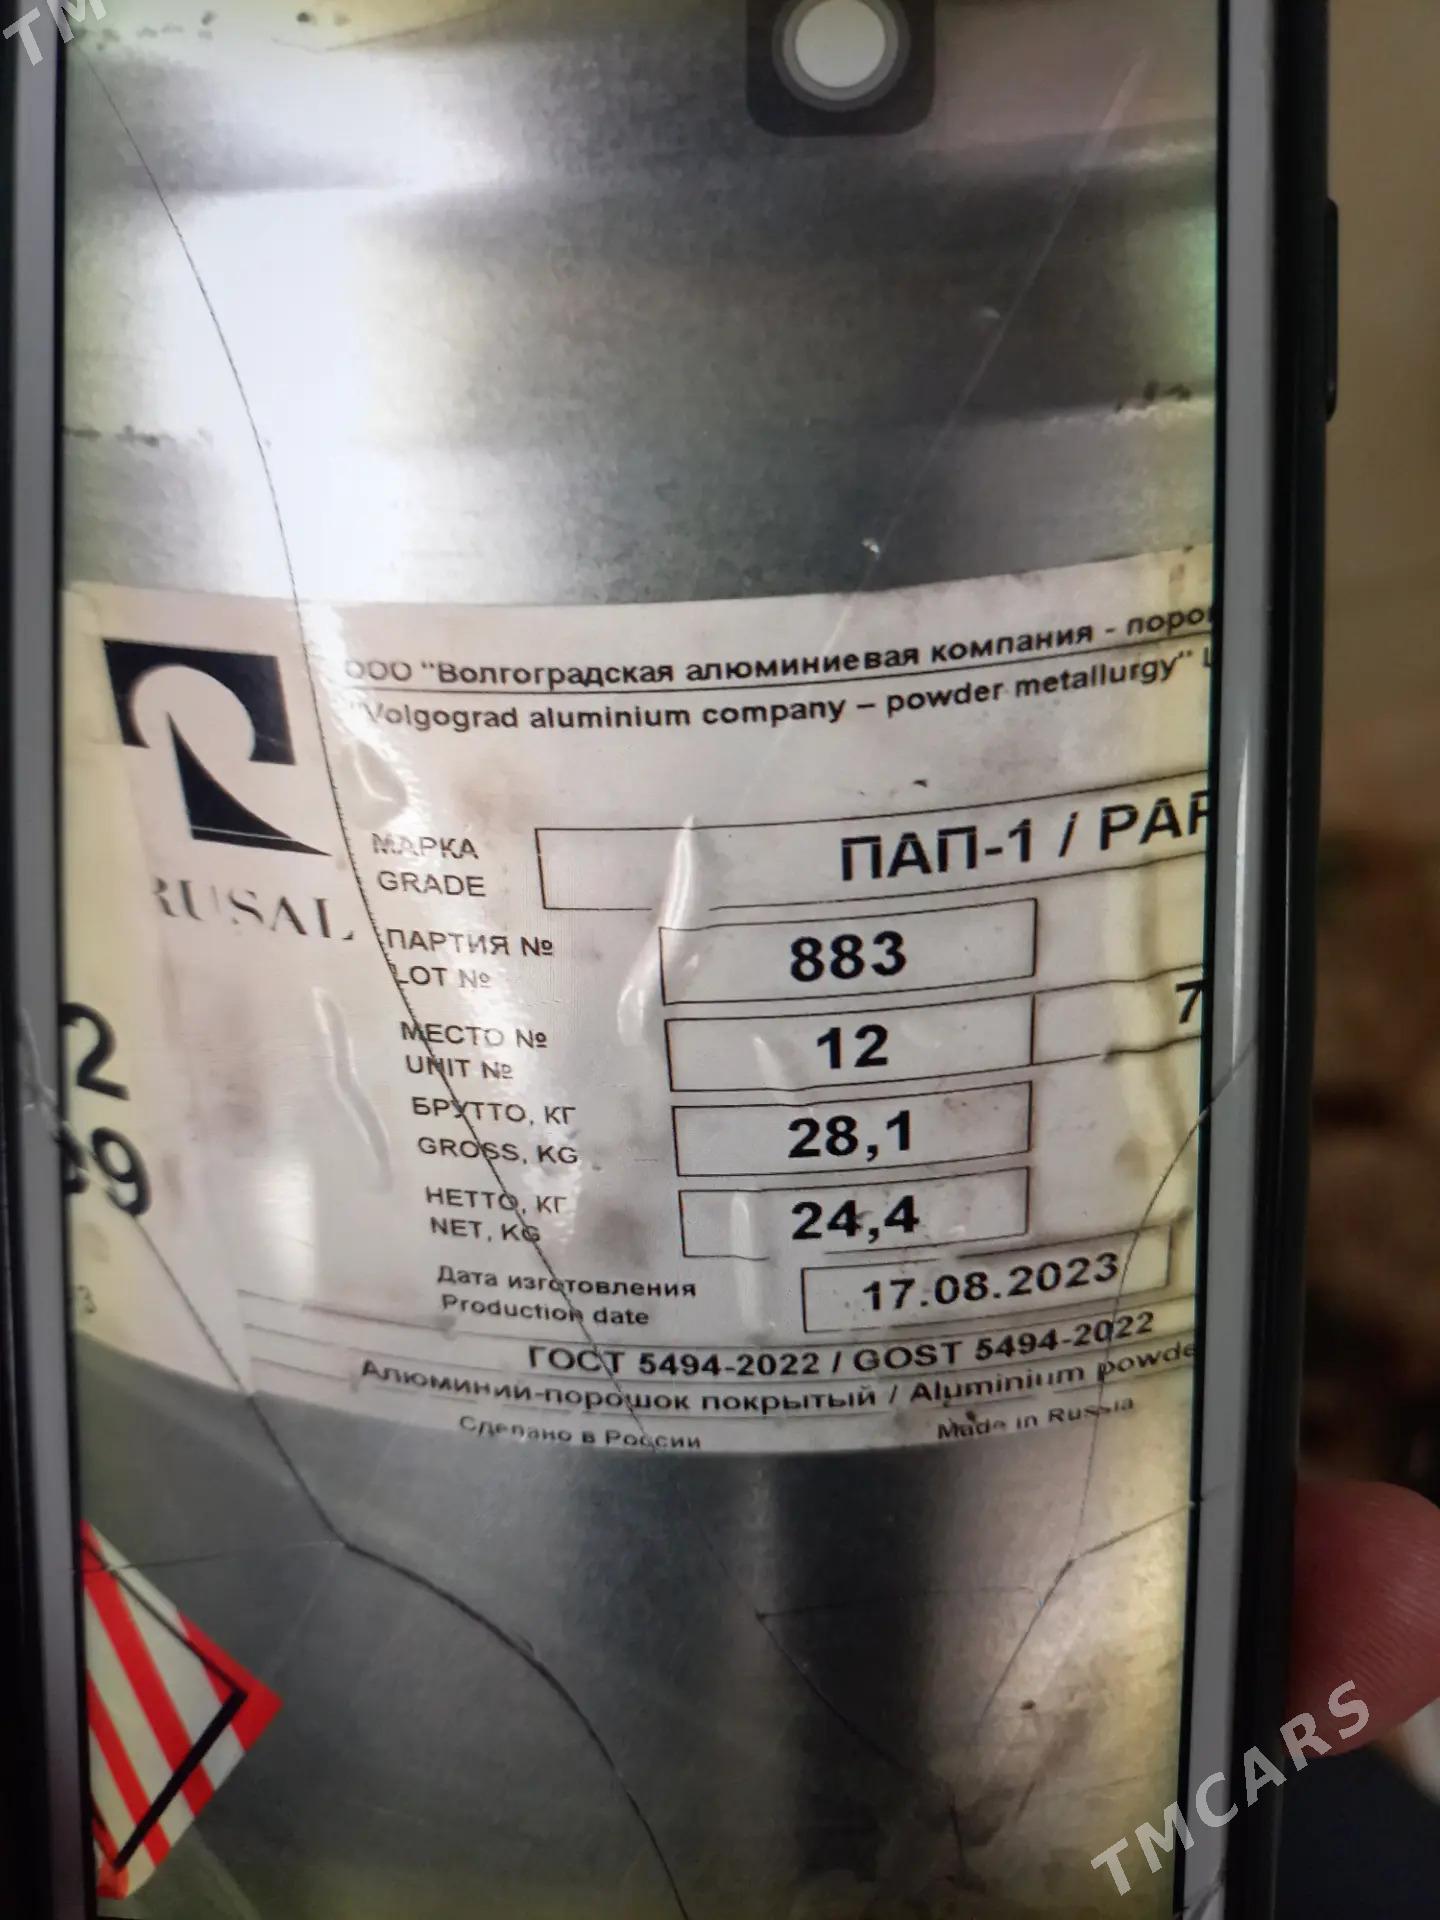 ООО "Волгоградская алюминиевая компания -
"Volgograd aluminium company – powder metallurgy"
RUSAL
МАРКА
GRADE
ПАП-1 /
ПАРТИЯ №
LOT №
883
МЕСТО №
UNIT №
12
7
БРУТТО, КГ
GROSS, KG
28,1
НЕТТО, КГ
NET, KG
24,4
Дата изготовления
Production date
17.08.2023
ГОСТ 5494-2022 / GOST 5494-2022
Алюминий-порошок покрытый / Aluminium
Сделано в России
Made in Russia
2
9
TMCARS